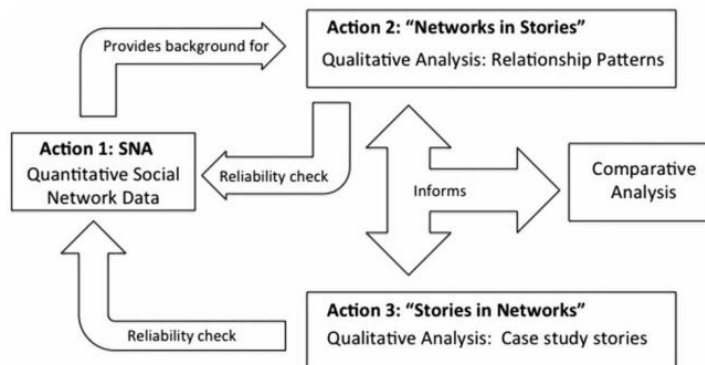 Provides background for
Action 2: “Networks in Stories”
Qualitative Analysis: Relationship Patterns
Action 1: SNA
Quantitative Social
Network Data
Reliability check
Informs
Comparative
Analysis
Action 3: “Stories in Networks”
Qualitative Analysis:  Case study stories
Reliability check